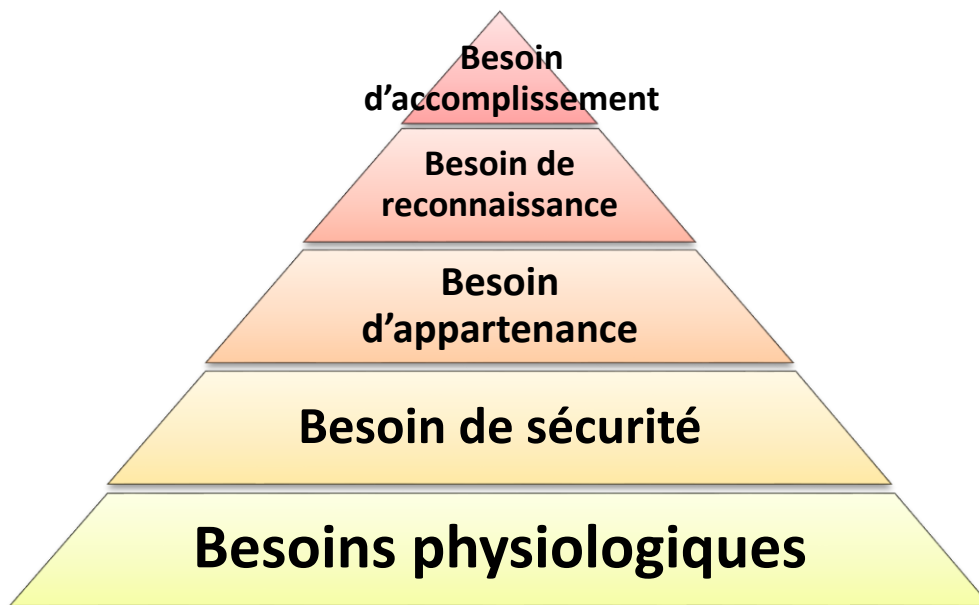 Besoin
d’accomplissement
Besoin de
reconnaissance
Besoin
d’appartenance
Besoin de sécurité
Besoins physiologiques